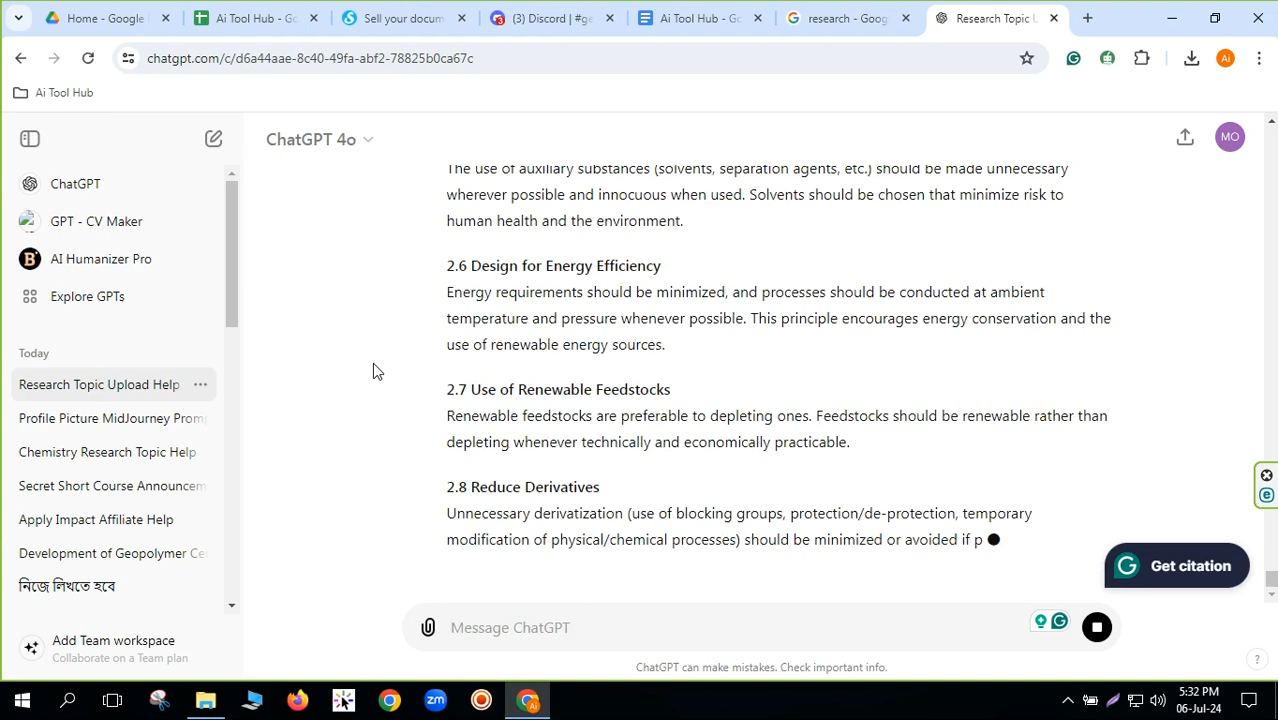 Home - Google
Ai Tool Hub - Go
Sell your docum
(3) Discord | #ge
Ai Tool Hub - Go
research - Goog
Research Topic U
chatgpt.com/c/d6a44aae-8c40-49fa-abf2-78825b0ca67c
Ai
Ai Tool Hub
ChatGPT 4o
MO
ChatGPT
GPT - CV Maker
AI Humanizer Pro
Explore GPTs
Today
Research Topic Upload Help
Profile Picture MidJourney Promp
Chemistry Research Topic Help
Secret Short Course Announcem
Apply Impact Affiliate Help
Development of Geopolymer Ce
নিজে লিখতে হবে
Add Team workspace
Collaborate on a Team plan
The use of auxiliary substances (solvents, separation agents, etc.) should be made unnecessary
wherever possible and innocuous when used. Solvents should be chosen that minimize risk to
human health and the environment.
2.6 Design for Energy Efficiency
Energy requirements should be minimized, and processes should be conducted at ambient
temperature and pressure whenever possible. This principle encourages energy conservation and the
use of renewable energy sources.
2.7 Use of Renewable Feedstocks
Renewable feedstocks are preferable to depleting ones. Feedstocks should be renewable rather than
depleting whenever technically and economically practicable.
2.8 Reduce Derivatives
Unnecessary derivatization (use of blocking groups, protection/de-protection, temporary
modification of physical/chemical processes) should be minimized or avoided if p
Get citation
Message ChatGPT
ChatGPT can make mistakes. Check important info.
?
zm
Ai
5:32 PM
06-Jul-24